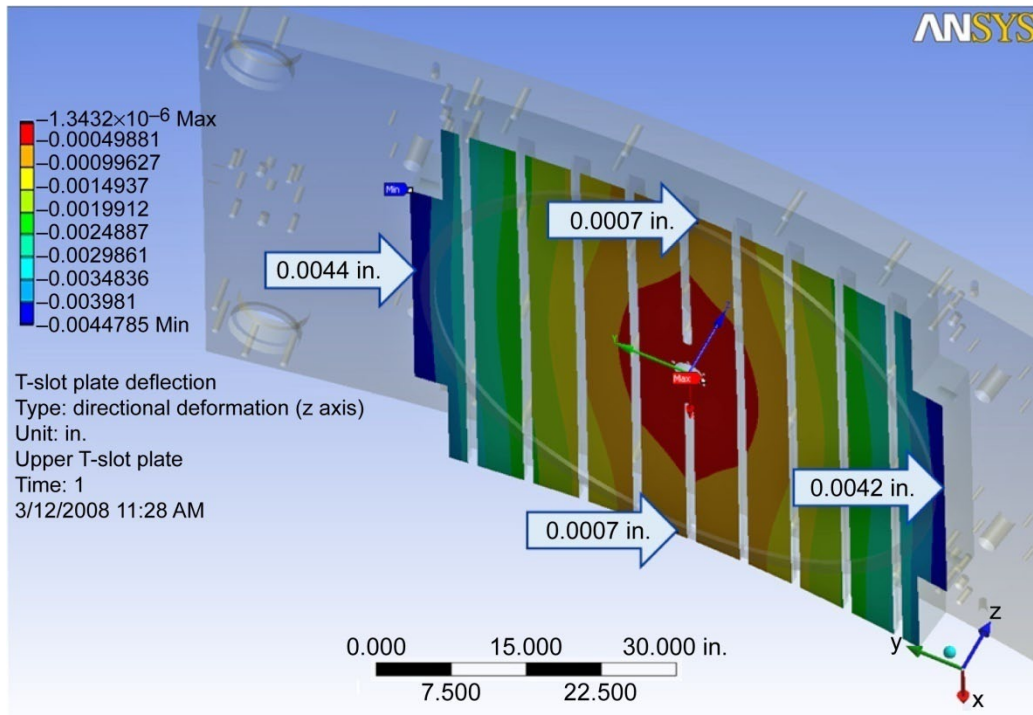 ANSYS
−1.3432×10−6 Max
−0.00049881
−0.00099627
−0.0014937
−0.0019912
−0.0024887
−0.0029861
−0.0034836
−0.003981
−0.0044785 Min
Min
0.0007 in.
0.0044 in.
Max
0.0042 in.
0.0007 in.
T-slot plate deflection
Type: directional deformation (z axis)
Unit: in.
Upper T-slot plate
Time: 1
3/12/2008 11:28 AM
0.000 15.000 30.000 in.
7.500 22.500
y z
x